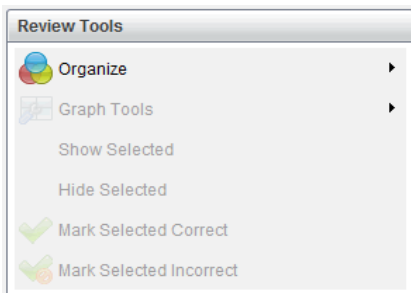 Review Tools
Organize
Graph Tools
Show Selected
Hide Selected
Mark Selected Correct
Mark Selected Incorrect